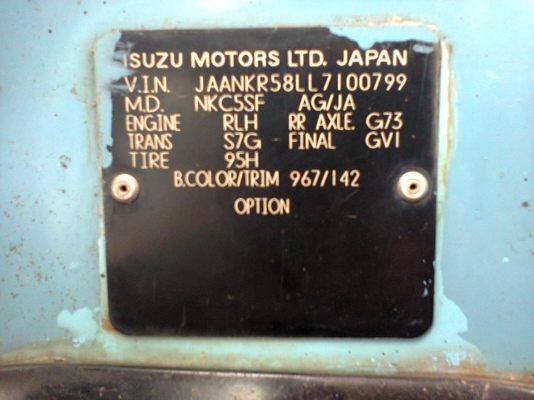 ISUZU MOTORS LTD. JAPAN
V.I.N. JAANKR58LL7100799
M.D. NKC5SF AG/JA
ENGINE RLH RR AXLE. G73
TRANS S7G FINAL GV1
TIRE 95H
B.COLOR/TRIM 967/142
OPTION